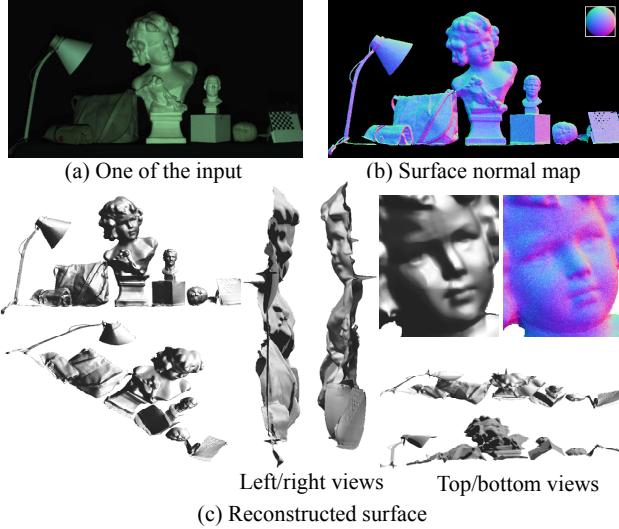 (a) One of the input
(b) Surface normal map
Left/right views
Top/bottom views
(c) Reconstructed surface